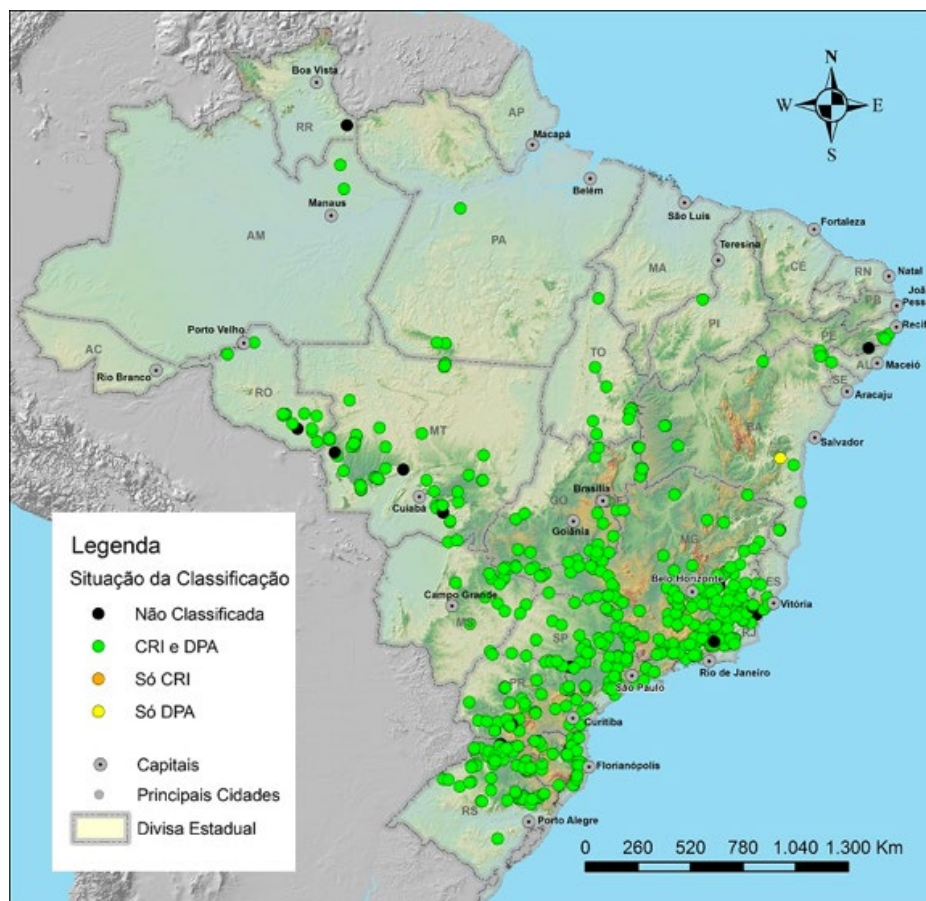 N
W E
S
Boa Vista
RR
AP
Macapá
Belém
São Luis
Fortaleza
Manaus
AM
PA
MA
Teresina
CE
RN
Natal
João
Pess
PB
Recif
PE
PI
AL
Maceió
SE
Aracaju
Porto Velho
AC
Rio Branco
RO
TO
MT
BA
Salvador
Cuiabá
GO
Brasília
DF
Goiânia
MG
Belo Horizonte
ES
Vitória
Campo Grande
MS
SP
RJ
Rio de Janeiro
São Paulo
PR
Curitiba
Florianópolis
RS
Porto Alegre
Legenda
Situação da Classificação
Não Classificada
CRI e DPA
Só CRI
Só DPA
Capitais
Principais Cidades
Divisa Estadual
0 260 520 780 1.040 1.300 Km